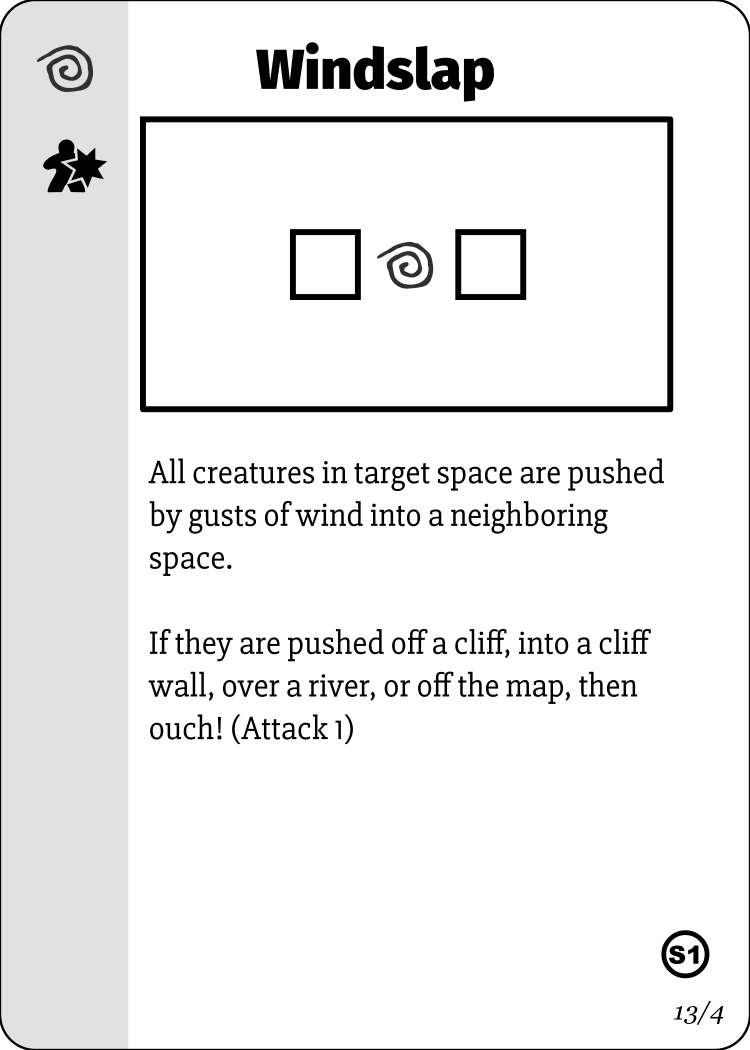 Windslap
All creatures in target space are pushed
by gusts of wind into a neighboring
space.
If they are pushed off a cliff, into a cliff
wall, over a river, or off the map, then
ouch! (Attack 1)
S1
13/4